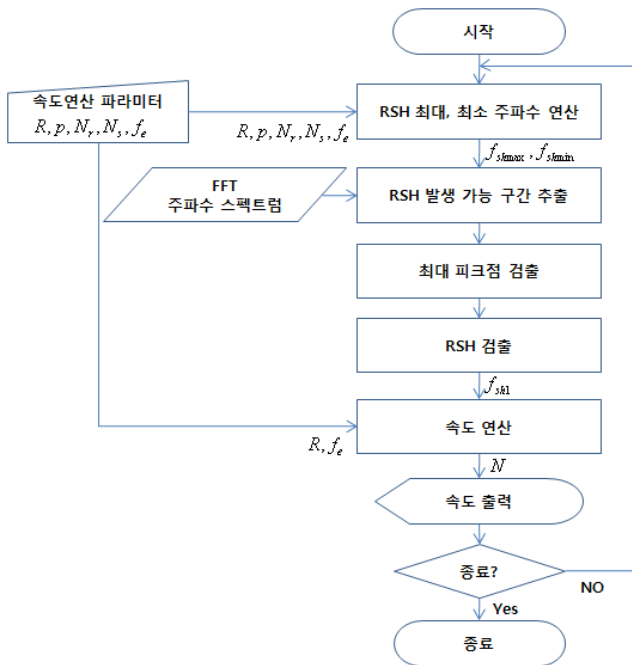 시작
속도연산 파라미터
R, p, N_r, N_s, f_e
R, p, N_r, N_s, f_e
RSH 최대, 최소 주파수 연산
f_shmax, f_shmin
FFT
주파수 스펙트럼
RSH 발생 가능 구간 추출
최대 피크점 검출
RSH 검출
f_sh1
속도 연산
R, f_e
N
속도 출력
종료?
NO
Yes
종료